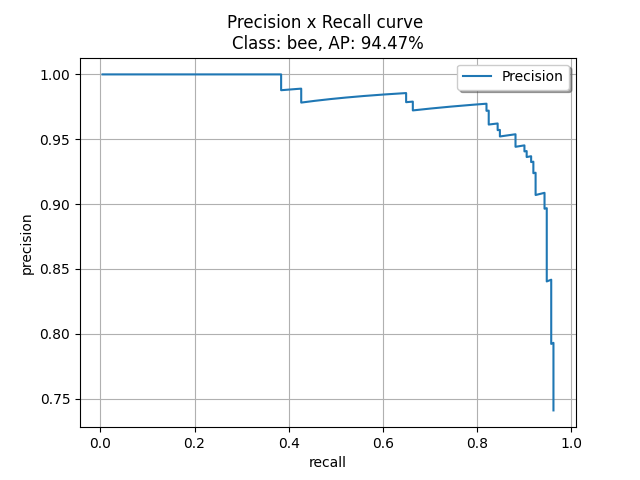 Precision x Recall curve
Class: bee, AP: 94.47%
Precision
1.00
0.95
0.90
0.85
0.80
0.75
precision
0.0 0.2 0.4 0.6 0.8 1.0
recall